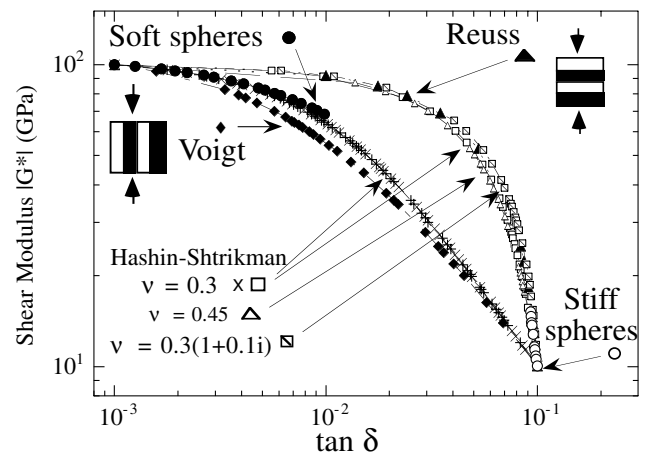 Soft spheres ●
Reuss ▲
10²
Voigt ◆
Shear Modulus |G*| (GPa)
Hashin-Shtrikman
ν = 0.3 x □
ν = 0.45 △
ν = 0.3(1+0.1i)
Stiff
spheres
○
10¹
10⁻³ 10⁻² 10⁻¹
tan δ